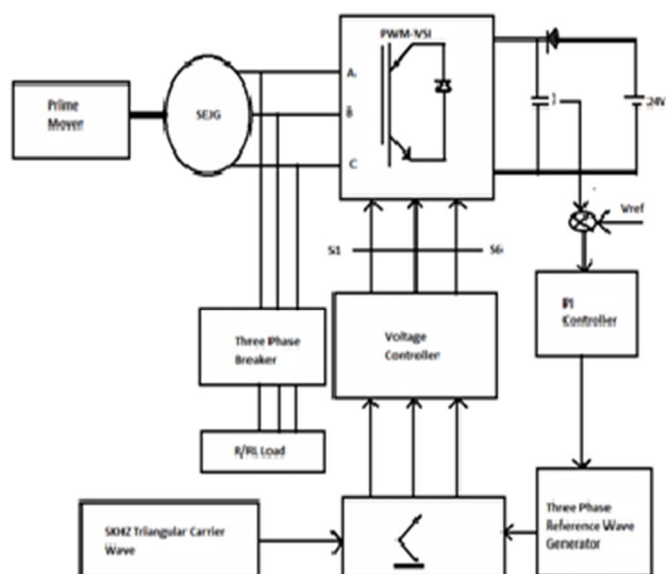 PWM-VSI
A
Prime
Mover
SEIG
B
24V
C
Vref
S1
S6
PI
Controller
Three Phase
Breaker
Voltage
Controller
R/RL Load
5KHZ Triangular Carrier
Wave
Three Phase
Reference Wave
Generator